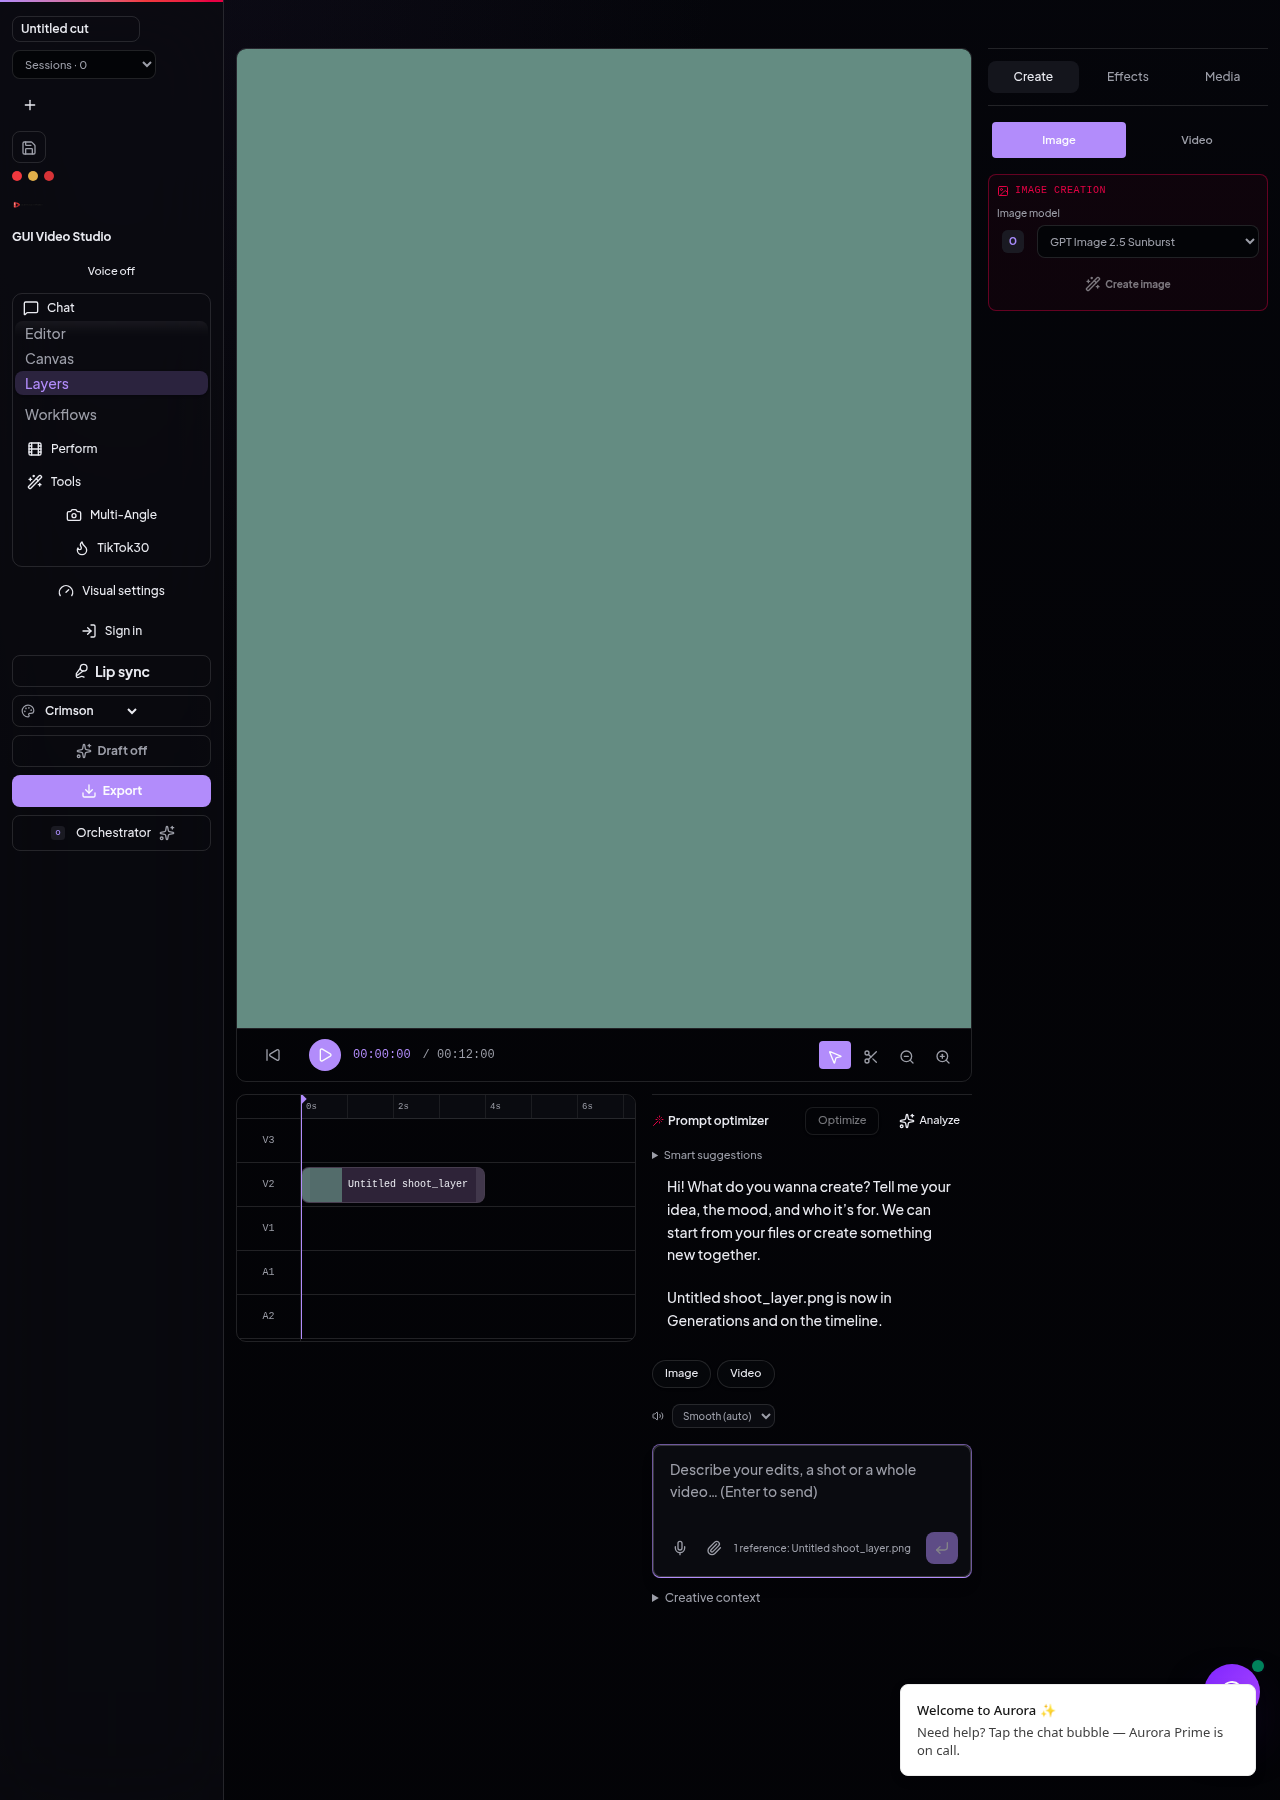 Untitled cut
Sessions · 0
GUI Video Studio
Voice off
Chat
Editor
Canvas
Layers
Workflows
Perform
Tools
Multi-Angle
TikTok30
Visual settings
Sign in
Lip sync
Crimson
Draft off
Export
O Orchestrator
00:00:00 / 00:12:00
0s 2s 4s 6s
V3
V2 Untitled shoot_layer
V1
A1
A2
Prompt optimizer Optimize Analyze
Smart suggestions
Hi! What do you wanna create? Tell me your
idea, the mood, and who it's for. We can
start from your files or create something
new together.
Untitled shoot_layer.png is now in
Generations and on the timeline.
Image Video
Smooth (auto)
Describe your edits, a shot or a whole
video… (Enter to send)
1 reference: Untitled shoot_layer.png
Creative context
Create Effects Media
Image Video
IMAGE CREATION
Image model
O GPT Image 2.5 Sunburst
Create image
Welcome to Aurora ✨
Need help? Tap the chat bubble — Aurora Prime is
on call.